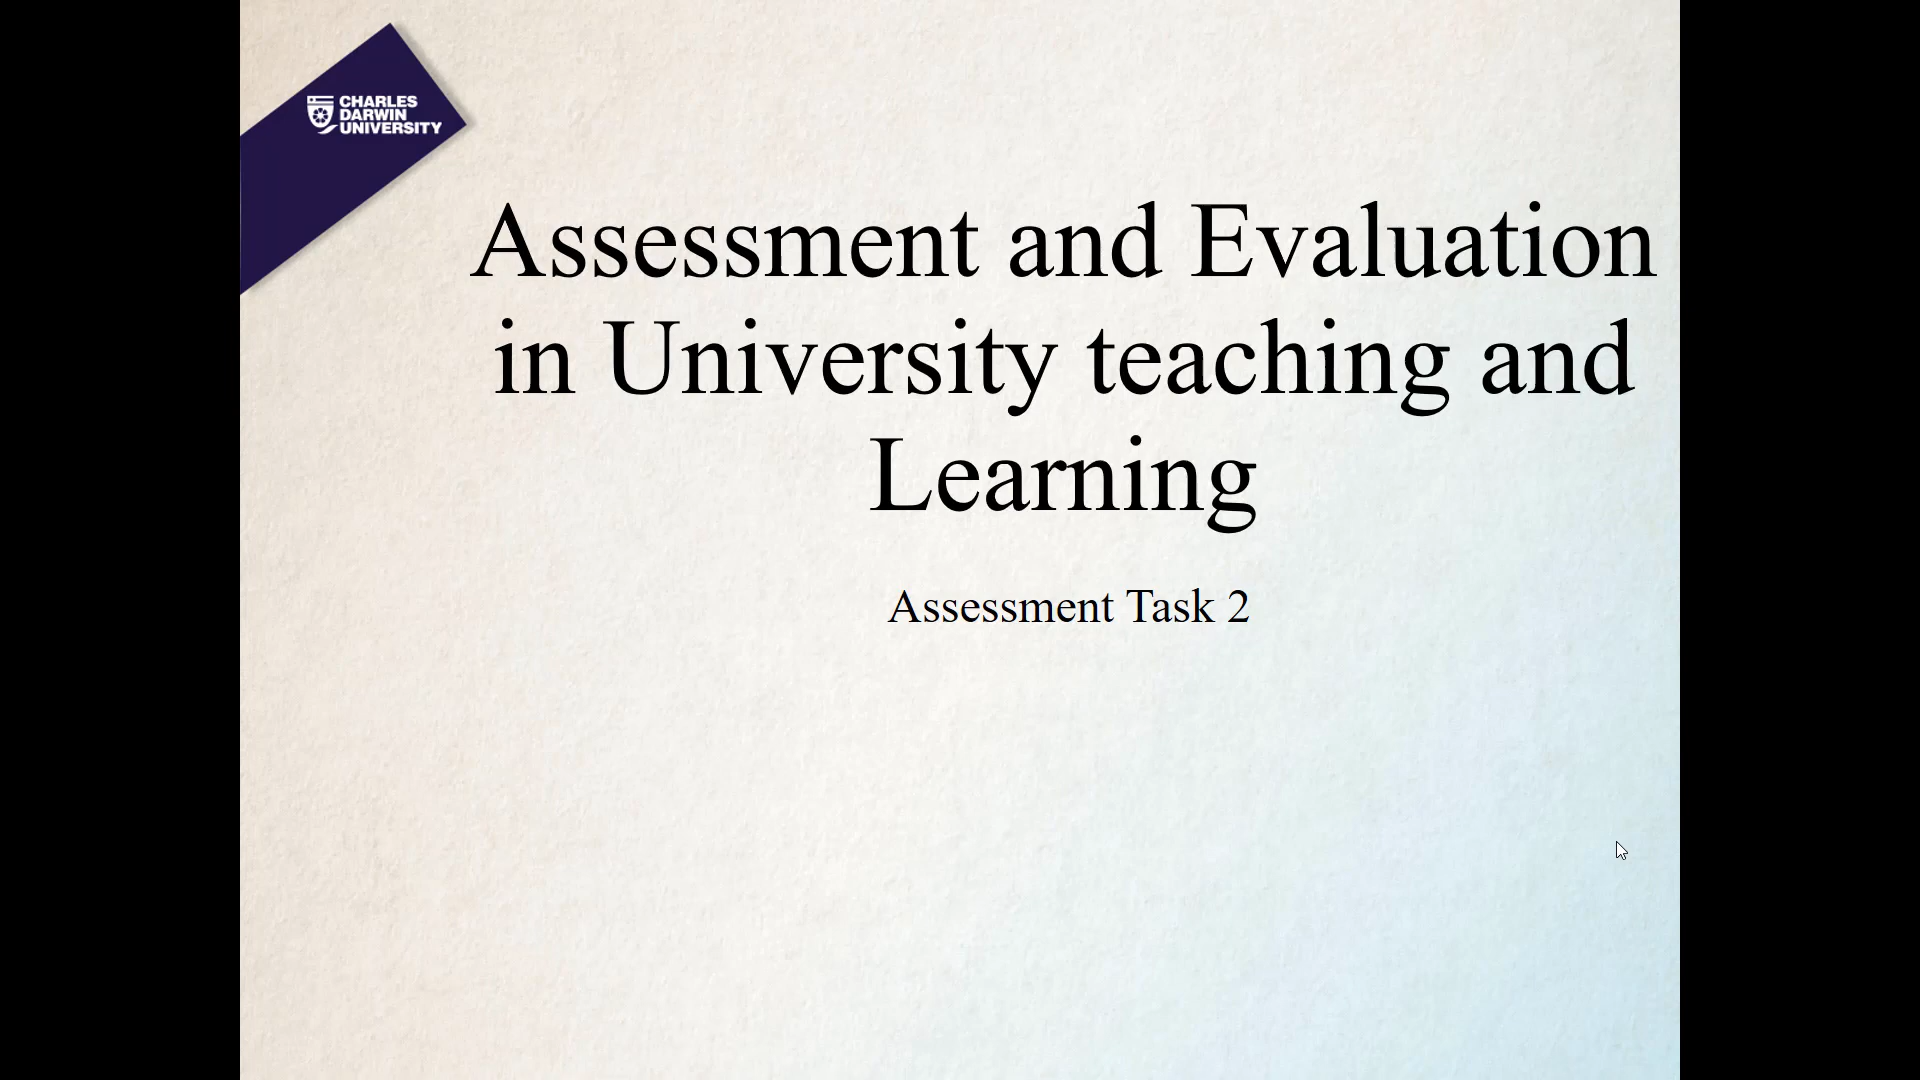 CHARLES
DARWIN
UNIVERSITY
Assessment and Evaluation
in University teaching and
Learning
Assessment Task 2